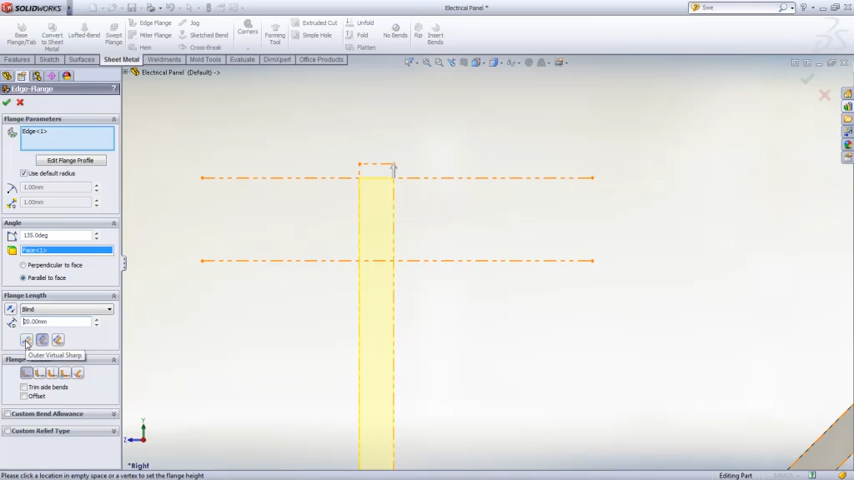 SOLIDWORKS
Electrical Panel *
Swe
Base Flange/Tab
Convert to Sheet Metal
Lofted-Bend
Swept Flange
Edge Flange
Miter Flange
Hem
Jog
Sketched Bend
Cross-Break
Corners
Forming Tool
Extruded Cut
Simple Hole
No Bends
Unfold
Fold
Flatten
Rip
Insert Bends
Features
Sketch
Surfaces
Sheet Metal
Weldments
Mold Tools
Evaluate
DimXpert
Office Products
Electrical Panel (Default) ->
Edge-Flange
?
Flange Parameters
Edge<1>
Edit Flange Profile
Use default radius
1.00mm
1.00mm
Angle
135.0deg
Face<1>
Perpendicular to face
Parallel to face
Flange Length
Blind
20.00mm
Outer Virtual Sharp
Trim side bends
Offset
Custom Bend Allowance
Custom Relief Type
Y
Z
*Right
Please click a location in empty space or a vertex to set the flange height
Editing Part